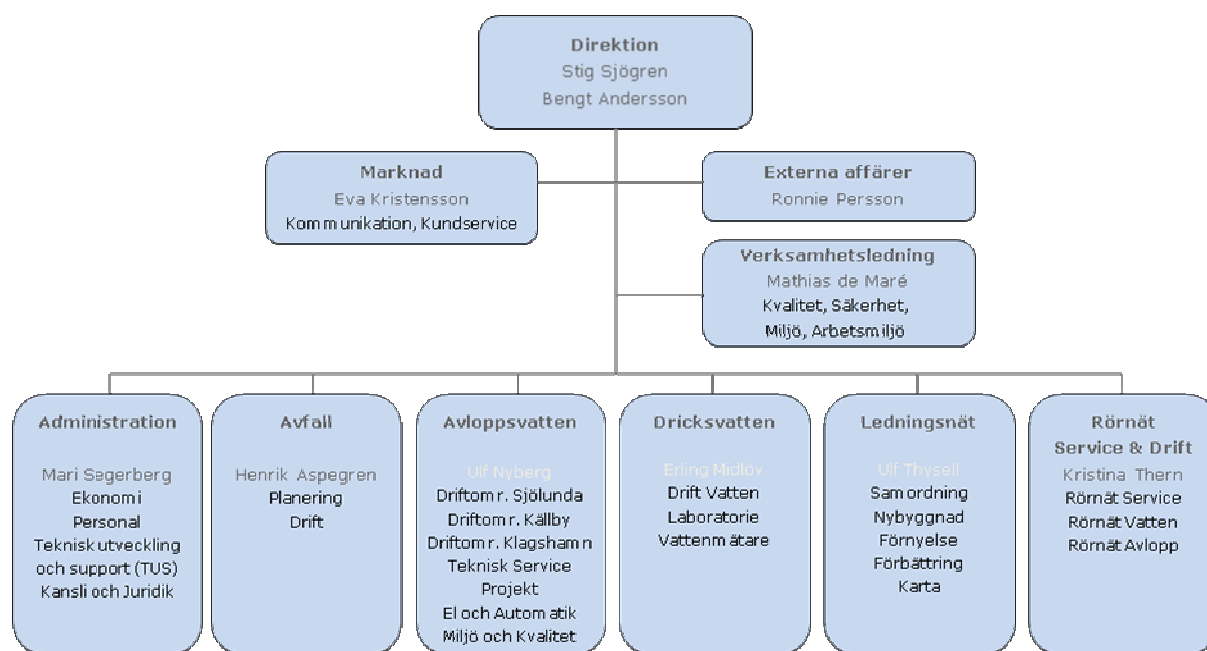 Direktion
Stig Sjögren
Bengt Andersson
Marknad
Eva Kristensson
Kommunikation, Kundservice
Externa affärer
Ronnie Persson
Verksamhetsledning
Mathias de Maré
Kvalitet, Säkerhet,
Miljö, Arbetsmiljö
Administration
Mari Segerberg
Ekonomi
Personal
Teknisk utveckling
och support (TUS)
Kansli och Juridik
Avfall
Henrik Aspegren
Planering
Drift
Avloppsvatten
Ulf Nyberg
Driftomr. Sjölunda
Driftomr. Källby
Driftomr. Klagshamn
Teknisk Service
Projekt
El och Automatik
Miljö och Kvalitet
Dricksvatten
Erling Midlöv
Drift Vatten
Laboratorie
Vattenmätare
Ledningsnät
Ulf Thysell
Samordning
Nybyggnad
Förnyelse
Förbättring
Karta
Rörnät
Service & Drift
Kristina Thern
Rörnät Service
Rörnät Vatten
Rörnät Avlopp